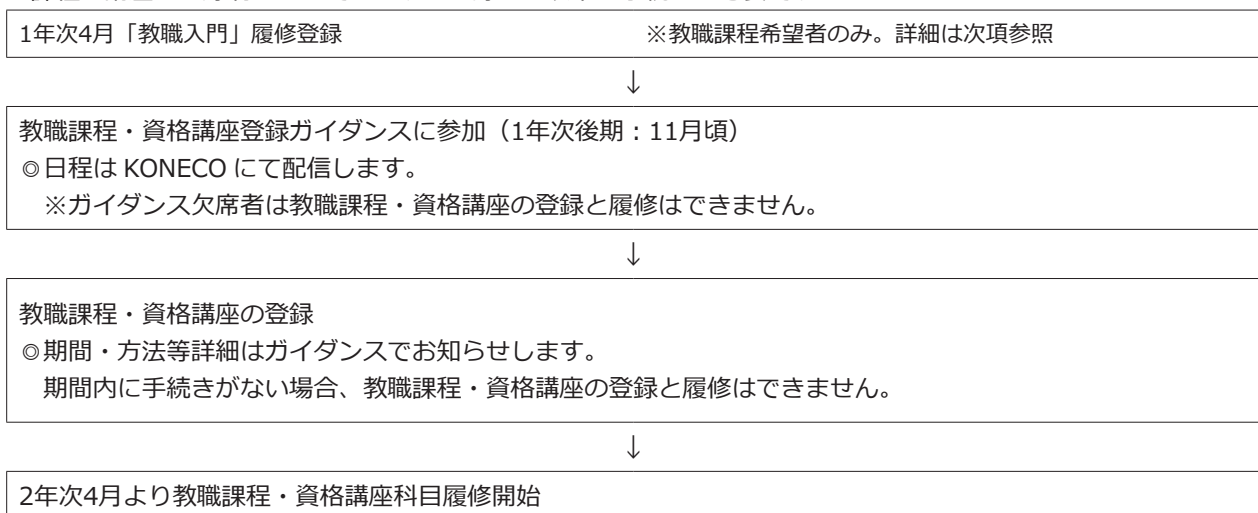 1年次4月「教職入門」履修登録 ※教職課程希望者のみ。詳細は次項参照
↓
教職課程・資格講座登録ガイダンスに参加（1年次後期：11月頃）
◎日程は KONECO にて配信します。
※ガイダンス欠席者は教職課程・資格講座の登録と履修はできません。
↓
教職課程・資格講座の登録
◎期間・方法等詳細はガイダンスでお知らせします。
期間内に手続きがない場合、教職課程・資格講座の登録と履修はできません。
↓
2年次4月より教職課程・資格講座科目履修開始